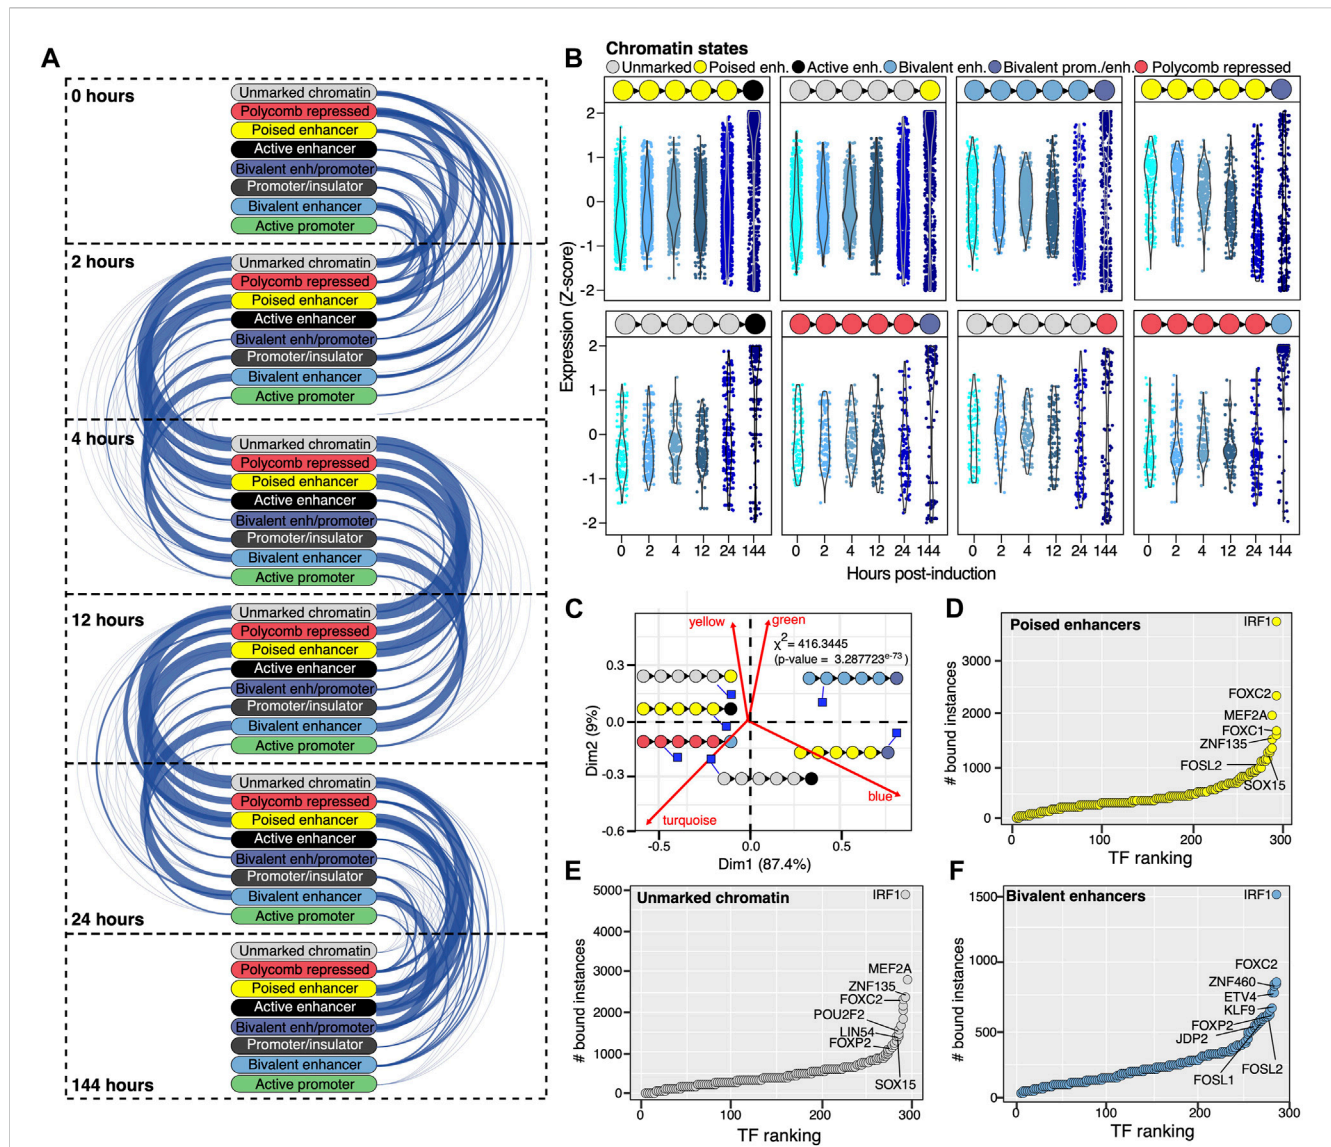 A
0 hours
Unmarked chromatin
Polycomb repressed
Poised enhancer
Active enhancer
Bivalent enh/promoter
Promoter/insulator
Bivalent enhancer
Active promoter
2 hours
Unmarked chromatin
Polycomb repressed
Poised enhancer
Active enhancer
Bivalent enh/promoter
Promoter/insulator
Bivalent enhancer
Active promoter
4 hours
Unmarked chromatin
Polycomb repressed
Poised enhancer
Active enhancer
Bivalent enh/promoter
Promoter/insulator
Bivalent enhancer
Active promoter
12 hours
Unmarked chromatin
Polycomb repressed
Poised enhancer
Active enhancer
Bivalent enh/promoter
Promoter/insulator
Bivalent enhancer
Active promoter
24 hours
Unmarked chromatin
Polycomb repressed
Poised enhancer
Active enhancer
Bivalent enh/promoter
Promoter/insulator
Bivalent enhancer
Active promoter
144 hours
Unmarked chromatin
Polycomb repressed
Poised enhancer
Active enhancer
Bivalent enh/promoter
Promoter/insulator
Bivalent enhancer
Active promoter
B
Chromatin states
Unmarked Poised enh. Active enh. Bivalent enh. Bivalent prom./enh. Polycomb repressed
Expression (Z-score)
2
1
0
-1
-2
2
1
0
-1
-2
0 2 4 12 24 144 0 2 4 12 24 144 0 2 4 12 24 144 0 2 4 12 24 144
Hours post-induction
C
yellow
green
χ2 = 416.3445
(p-value = 3.287723e-73)
turquoise
blue
Dim2 (9%)
0.3
0.0
-0.3
-0.6
-0.5 0.0 0.5
Dim1 (87.4%)
D
Poised enhancers
IRF1
FOXC2
MEF2A
FOXC1
ZNF135
FOSL2
SOX15
# bound instances
3000
2000
1000
0
0 100 200 300
TF ranking
E
Unmarked chromatin
IRF1
MEF2A
ZNF135
FOXC2
POU2F2
LIN54
FOXP2
SOX15
# bound instances
5000
4000
3000
2000
1000
0
0 100 200 300
TF ranking
F
Bivalent enhancers
IRF1
FOXC2
ZNF460
ETV4
KLF9
FOXP2
JDP2
FOSL2
FOSL1
# bound instances
1500
1000
500
0
0 100 200 300
TF ranking